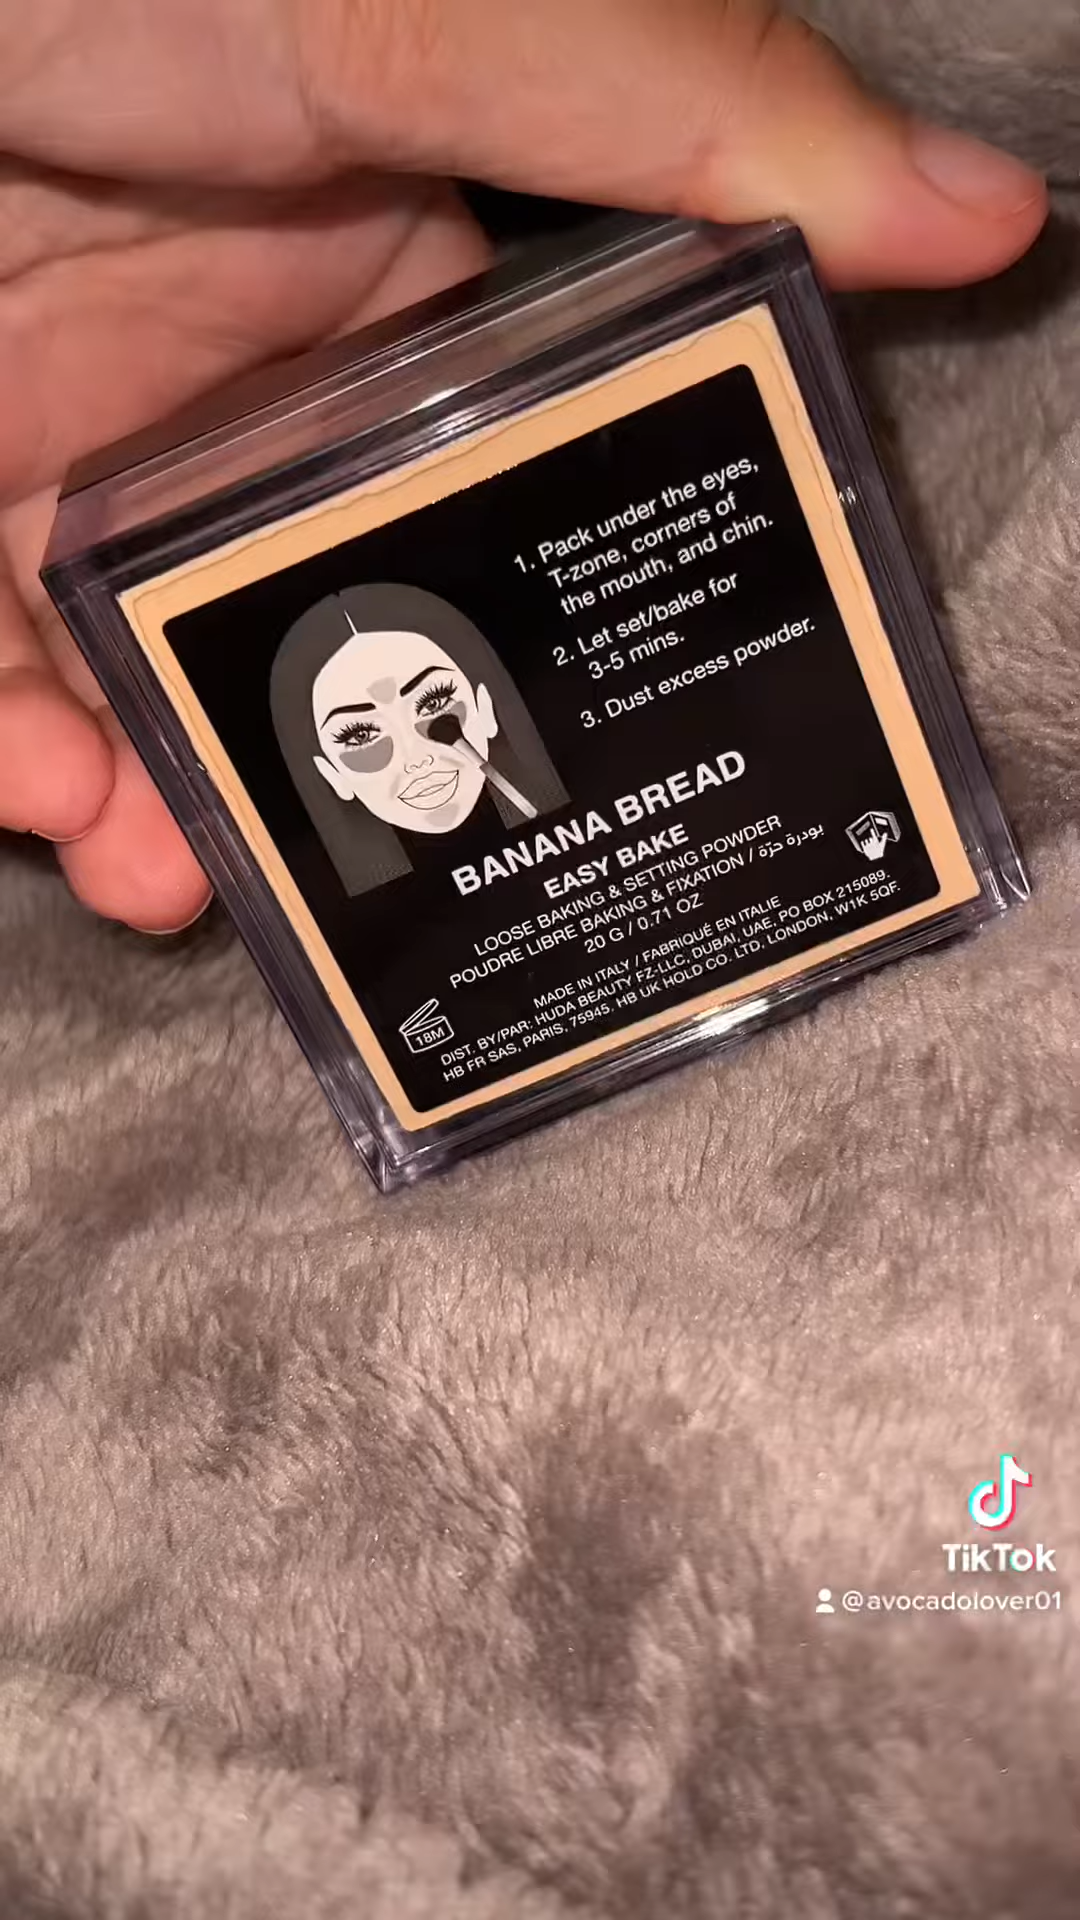 1. Pack under the eyes,
T-zone, corners of
the mouth, and chin.
2. Let set/bake for
3-5 mins.
3. Dust excess powder.
BANANA BREAD
EASY BAKE
LOOSE BAKING & SETTING POWDER
POUDRE LIBRE BAKING & FIXATION / بودرة حرّة
20 G / 0.71 OZ
MADE IN ITALY / FABRIQUÉ EN ITALIE
DIST. BY/PAR: HUDA BEAUTY FZ-LLC, DUBAI, UAE, PO BOX 215089.
HB FR SAS, PARIS, 75945. HB UK HOLD CO. LTD, LONDON, W1K 5QF.
18M
TikTok
@avocadolover01